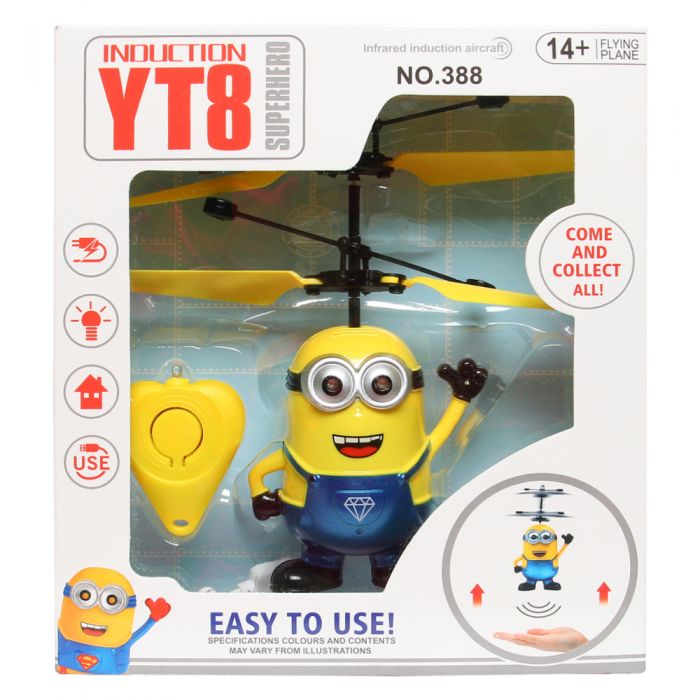 INDUCTION
YT8
SUPERHERO
Infrared induction aircraft
NO.388
14+
FLYING
PLANE
COME
AND
COLLECT
ALL!
USE
EASY TO USE!
SPECIFICATIONS COLOURS AND CONTENTS
MAY VARY FROM ILLUSTRATIONS